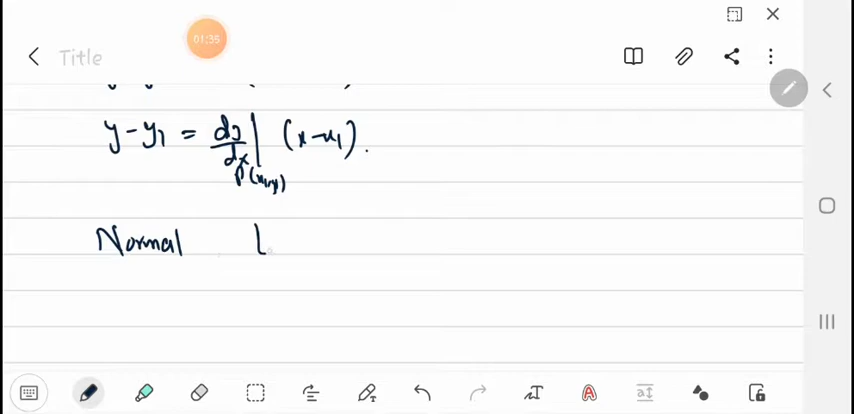 01:35
Title
y-y₁ = dy/dx| (x-x₁).
P(x₁,y₁)
Normal L